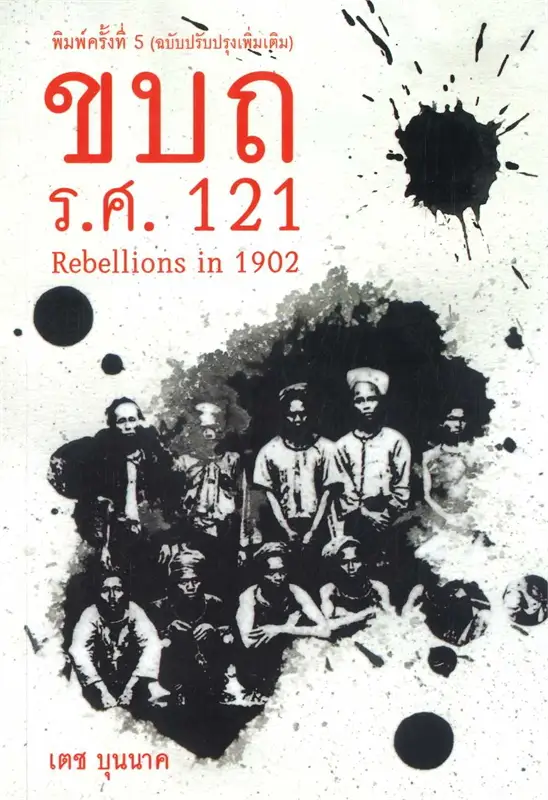 พิมพ์ครั้งที่ 5 (ฉบับปรับปรุงเพิ่มเติม)
ขบถ
ร.ศ. 121
Rebellions in 1902
เตช บุนนาค